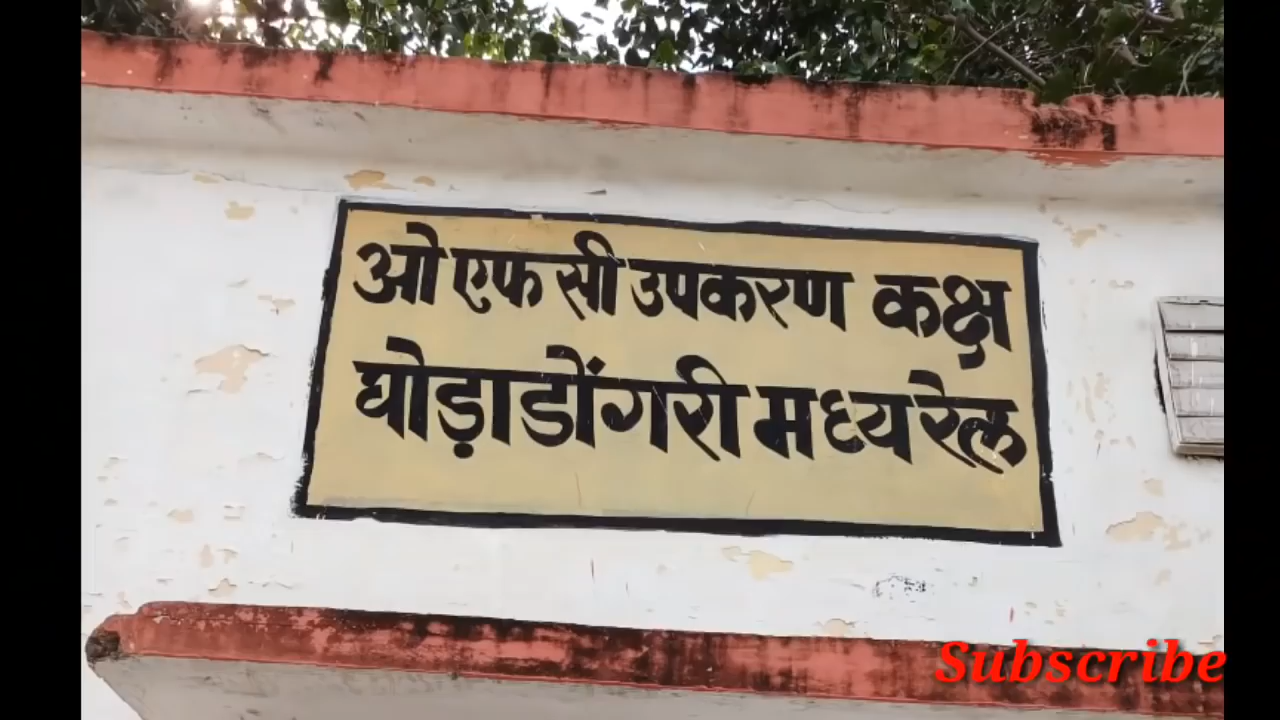 ओ एफ सी उपकरण कक्ष
घोड़ाडोंगरी मध्य रेल
Subscribe